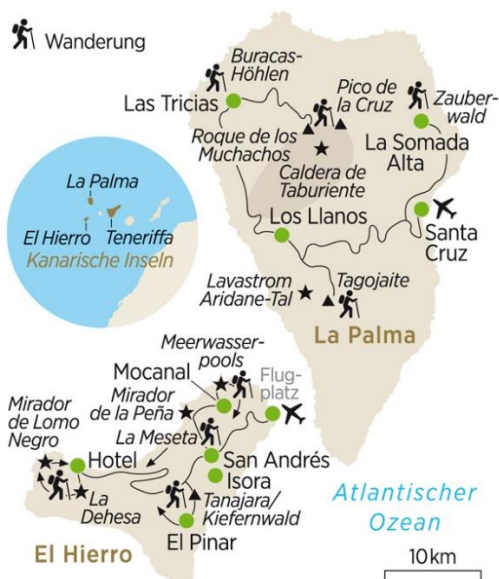 Wanderung
Buracas-
Höhlen
Las Tricias
Pico de
la Cruz
Zauber-
wald
La Somada
Alta
Roque de los
Muchachos
Caldera de
Taburiente
Los Llanos
Santa
Cruz
Lavastrom
Aridane-Tal
Tagojaite
La Palma
La Palma
El Hierro
Teneriffa
Kanarische Inseln
Meerwasser-
pools
Mocanal
Flug-
platz
Mirador
de la Peña
Mirador
de Lomo
Negro
La Meseta
Hotel
San Andrés
Isora
La
Dehesa
Tanajara/
Kiefernwald
El Pinar
El Hierro
Atlantischer
Ozean
10 km